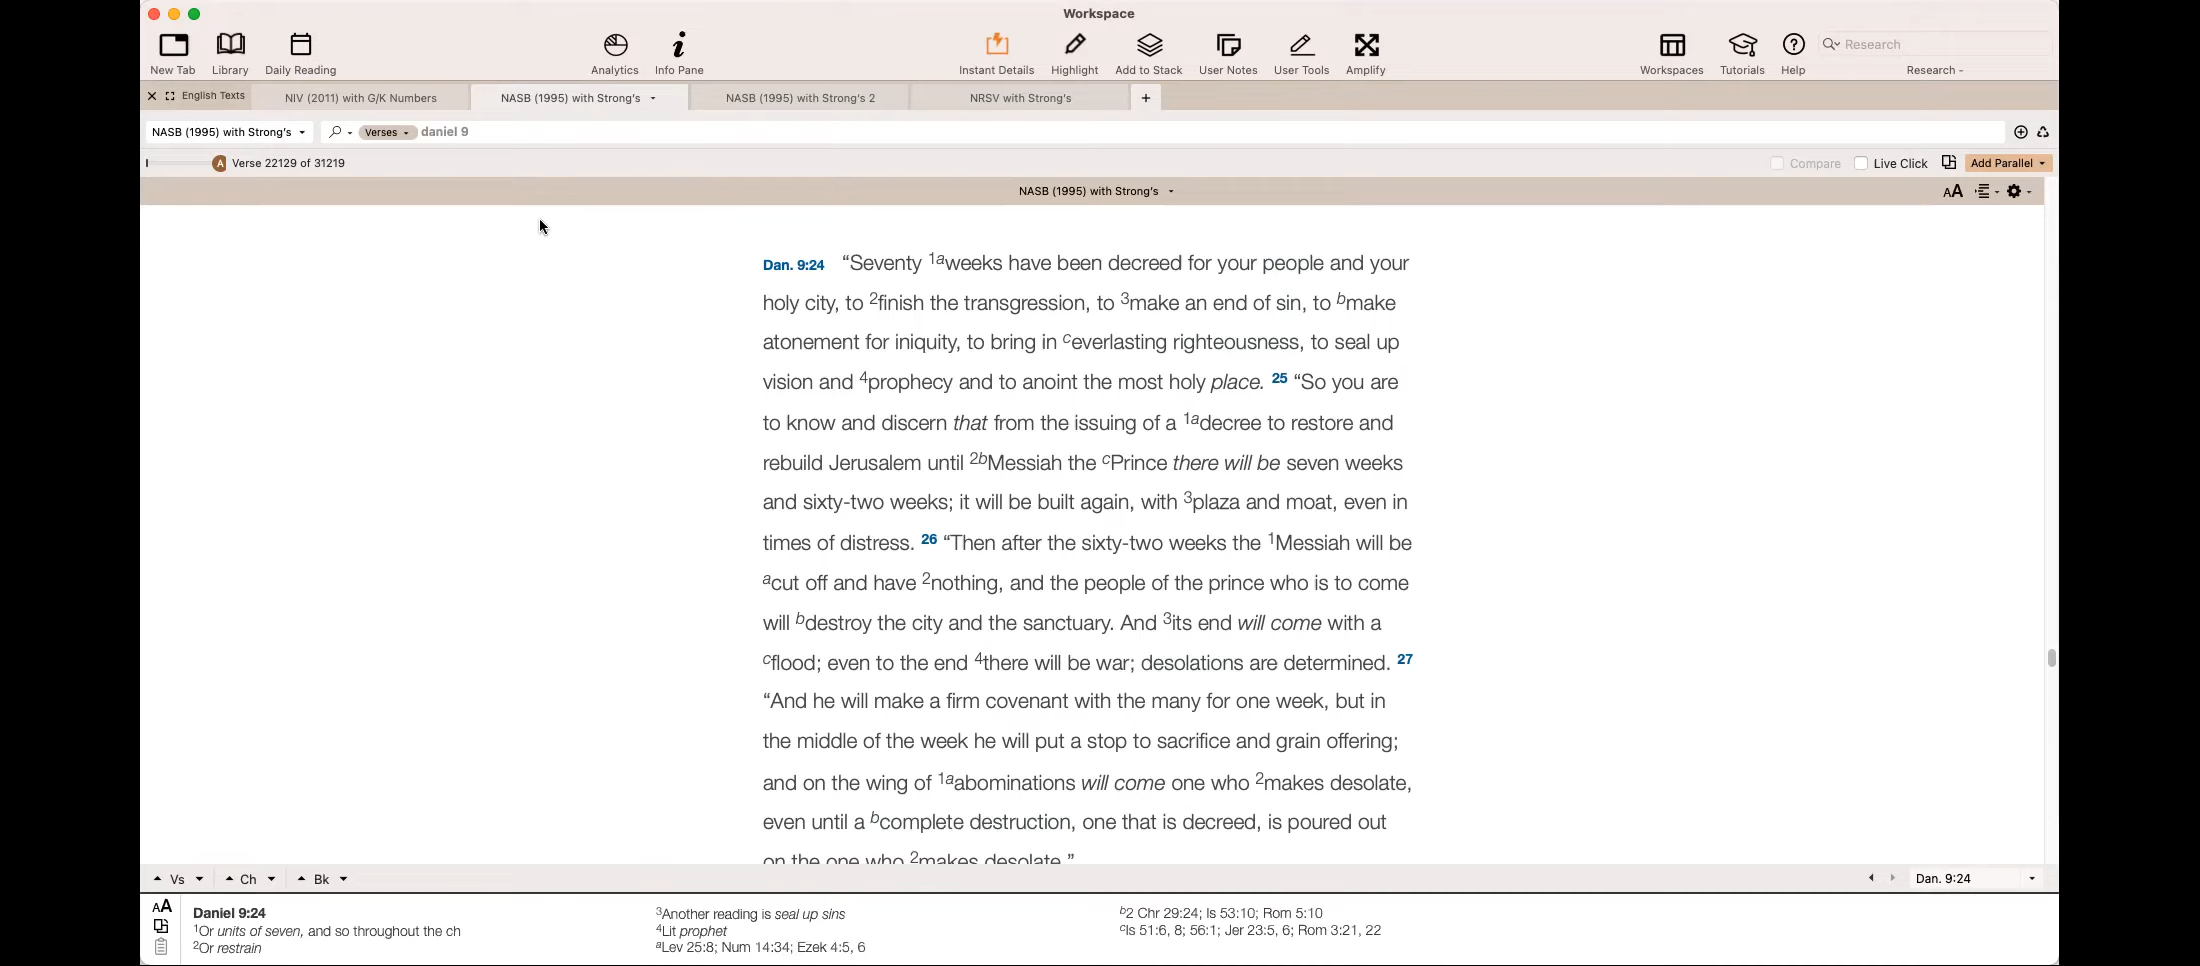 Workspace
New Tab Library Daily Reading Analytics Info Pane Instant Details Highlight Add to Stack User Notes User Tools Amplify Workspaces Tutorials Help Research
Research
English Texts NIV (2011) with G/K Numbers NASB (1995) with Strong's NASB (1995) with Strong's 2 NRSV with Strong's +
NASB (1995) with Strong's Verses daniel 9
A Verse 22129 of 31219 Compare Live Click Add Parallel
NASB (1995) with Strong's AA
Dan. 9:24 “Seventy 1aweeks have been decreed for your people and your
holy city, to 2finish the transgression, to 3make an end of sin, to bmake
atonement for iniquity, to bring in ceverlasting righteousness, to seal up
vision and 4prophecy and to anoint the most holy place. 25 “So you are
to know and discern that from the issuing of a 1adecree to restore and
rebuild Jerusalem until 2bMessiah the cPrince there will be seven weeks
and sixty-two weeks; it will be built again, with 3plaza and moat, even in
times of distress. 26 “Then after the sixty-two weeks the 1Messiah will be
acut off and have 2nothing, and the people of the prince who is to come
will bdestroy the city and the sanctuary. And 3its end will come with a
cflood; even to the end 4there will be war; desolations are determined. 27
“And he will make a firm covenant with the many for one week, but in
the middle of the week he will put a stop to sacrifice and grain offering;
and on the wing of 1aabominations will come one who 2makes desolate,
even until a bcomplete destruction, one that is decreed, is poured out
on the one who 2makes desolate.”
Vs Ch Bk Dan. 9:24
AA
Daniel 9:24
1Or units of seven, and so throughout the ch
2Or restrain
3Another reading is seal up sins
4Lit prophet
aLev 25:8; Num 14:34; Ezek 4:5, 6
b2 Chr 29:24; Is 53:10; Rom 5:10
cIs 51:6, 8; 56:1; Jer 23:5, 6; Rom 3:21, 22